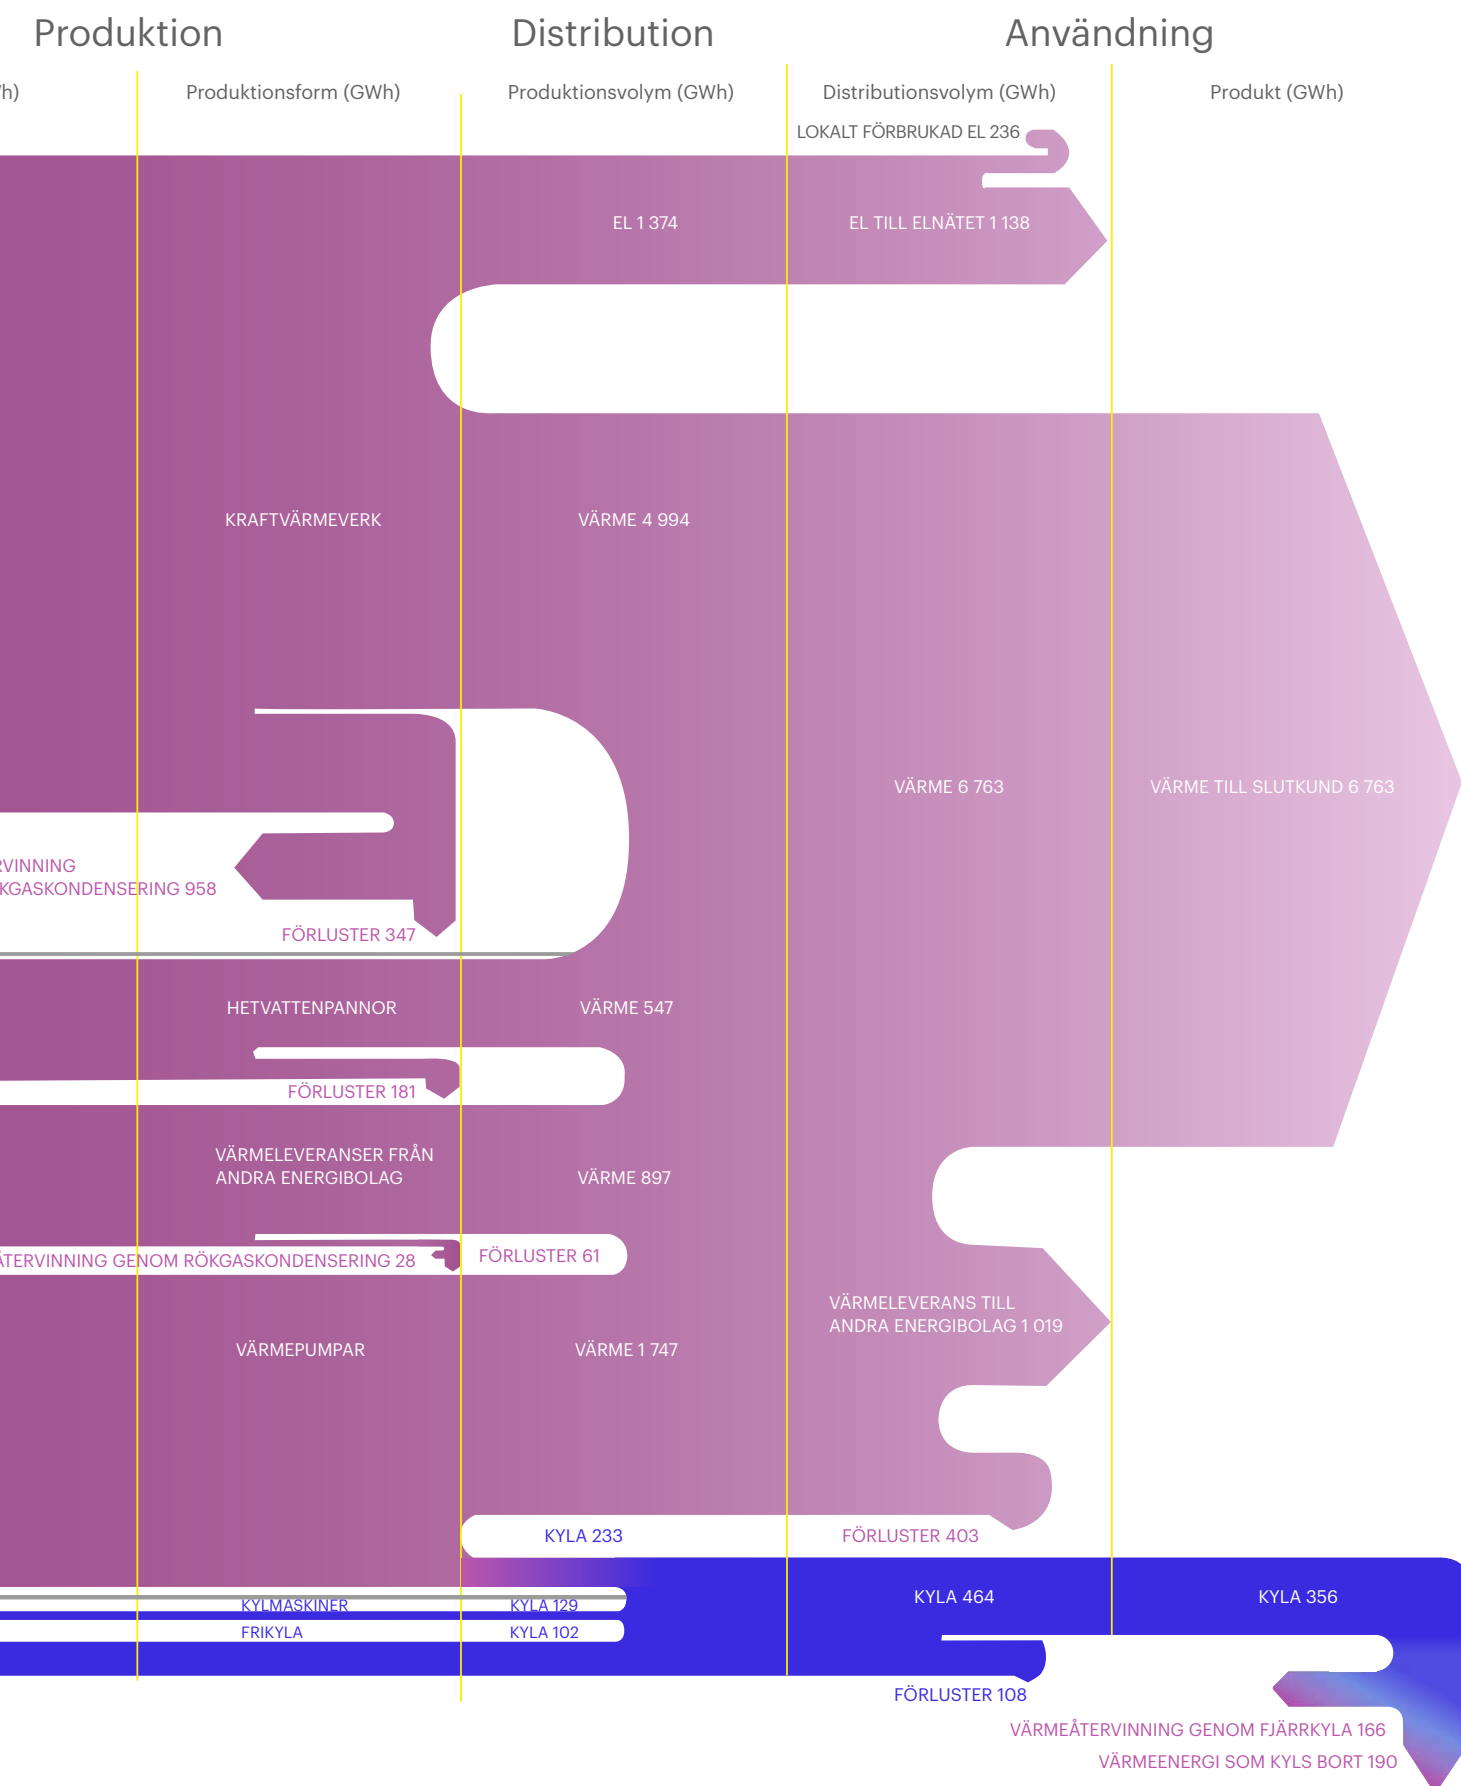 Produktion
Distribution
Användning
h)
Produktionsform (GWh)
Produktionsvolym (GWh)
Distributionsvolym (GWh)
Produkt (GWh)
LOKALT FÖRBRUKAD EL 236
EL 1 374
EL TILL ELNÄTET 1 138
KRAFTVÄRMEVERK
VÄRME 4 994
VÄRME 6 763
VÄRME TILL SLUTKUND 6 763
RVINNING
KGASKONDENSERING 958
FÖRLUSTER 347
HETVATTENPANNOR
VÄRME 547
FÖRLUSTER 181
VÄRMELEVERANSER FRÅN
ANDRA ENERGIBOLAG
VÄRME 897
ÅTERVINNING GENOM RÖKGASKONDENSERING 28
FÖRLUSTER 61
VÄRMELEVERANS TILL
ANDRA ENERGIBOLAG 1 019
VÄRMEPUMPAR
VÄRME 1 747
KYLA 233
FÖRLUSTER 403
KYLA 464
KYLA 356
KYLMASKINER
KYLA 129
FRIKYLA
KYLA 102
FÖRLUSTER 108
VÄRMEÅTERVINNING GENOM FJÄRRKYLA 166
VÄRMEENERGI SOM KYLS BORT 190